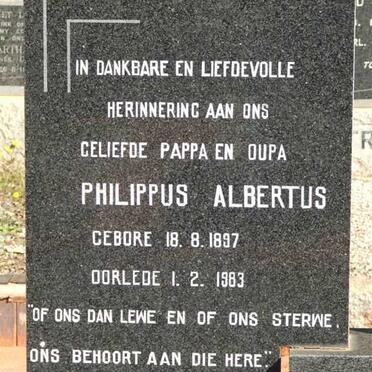 IN DANKBARE EN LIEFDEVOLLE
HERINNERING AAN ONS
GELIEFDE PAPPA EN OUPA
PHILIPPUS ALBERTUS
GEBORE 18. 8. 1897
OORLEDE 1. 2. 1983
"OF ONS DAN LEWE EN OF ONS STERWE,
ONS BEHOORT AAN DIE HERE."